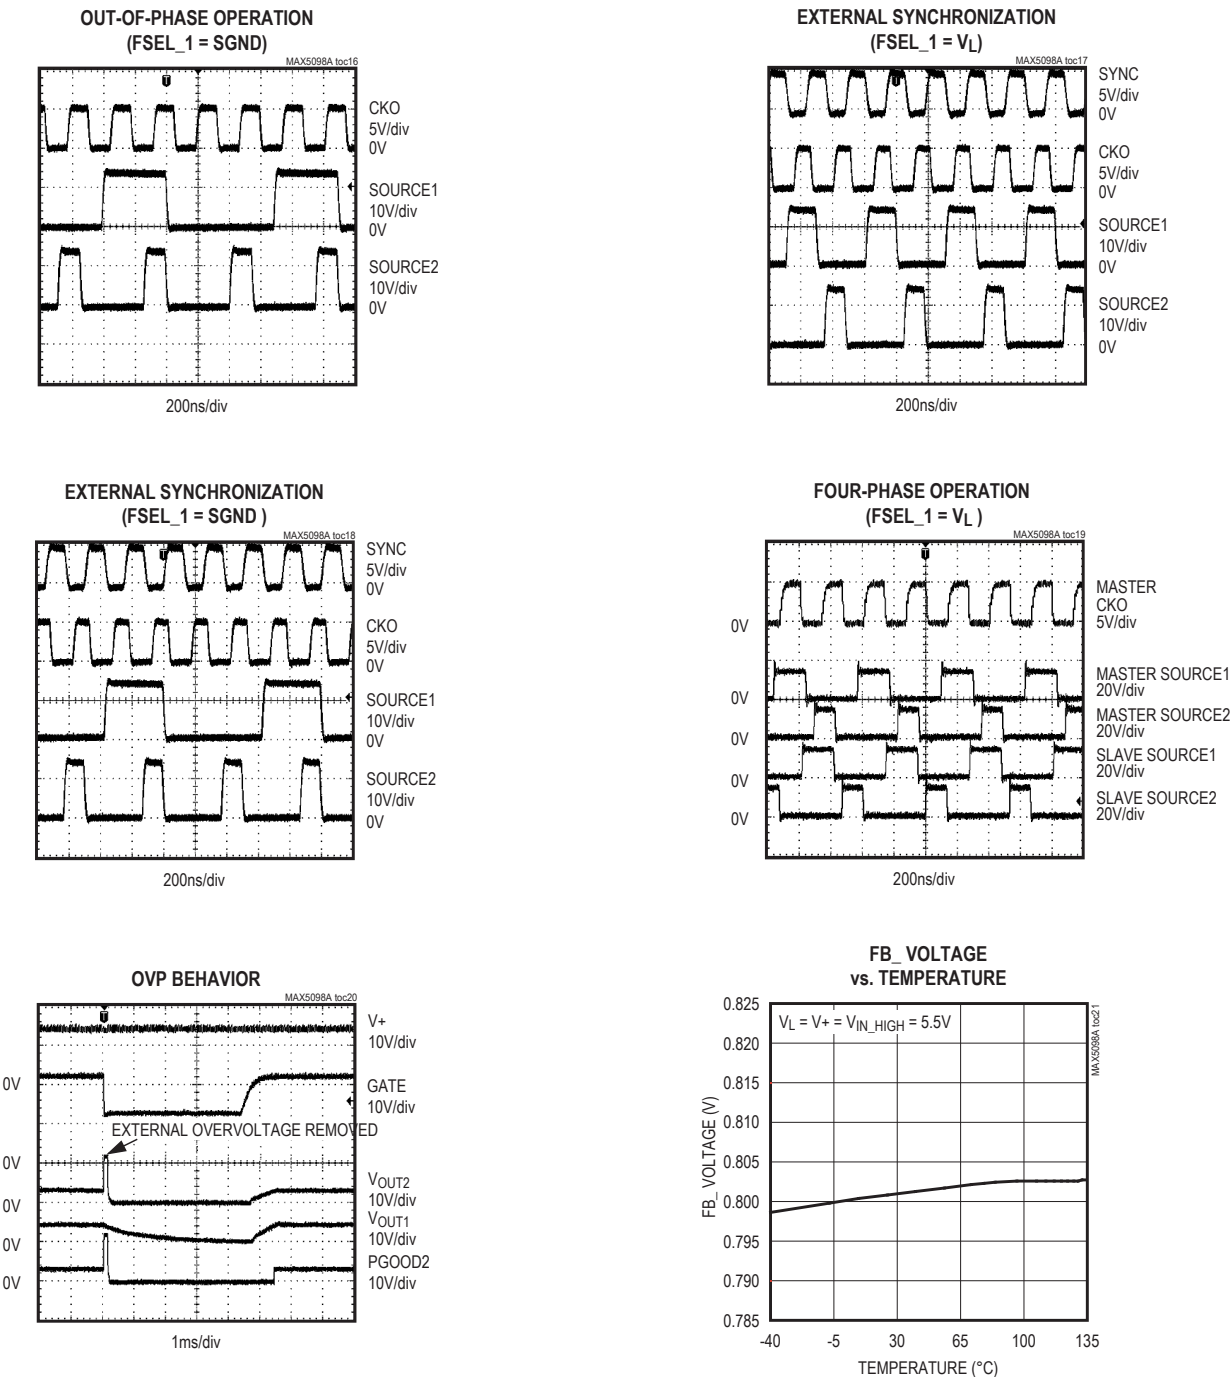 OUT-OF-PHASE OPERATION
(FSEL_1 = SGND)
MAX5098A toc16
CKO
5V/div
0V
SOURCE1
10V/div
0V
SOURCE2
10V/div
0V
200ns/div
EXTERNAL SYNCHRONIZATION
(FSEL_1 = VL)
MAX5098A toc17
SYNC
5V/div
0V
CKO
5V/div
0V
SOURCE1
10V/div
0V
SOURCE2
10V/div
0V
200ns/div
EXTERNAL SYNCHRONIZATION
(FSEL_1 = SGND )
MAX5098A toc18
SYNC
5V/div
0V
CKO
5V/div
0V
SOURCE1
10V/div
0V
SOURCE2
10V/div
0V
200ns/div
FOUR-PHASE OPERATION
(FSEL_1 = VL )
MAX5098A toc19
MASTER
CKO
5V/div
0V
MASTER SOURCE1
20V/div
0V
MASTER SOURCE2
20V/div
0V
SLAVE SOURCE1
20V/div
0V
SLAVE SOURCE2
20V/div
0V
200ns/div
OVP BEHAVIOR
MAX5098A toc20
V+
10V/div
0V
GATE
10V/div
EXTERNAL OVERVOLTAGE REMOVED
0V
VOUT2
10V/div
0V
VOUT1
10V/div
0V
PGOOD2
10V/div
0V
1ms/div
FB_ VOLTAGE
vs. TEMPERATURE
MAX5098A toc21
VL = V+ = VIN_HIGH = 5.5V
FB_ VOLTAGE (V)
0.825
0.820
0.815
0.810
0.805
0.800
0.795
0.790
0.785
-40 -5 30 65 100 135
TEMPERATURE (°C)